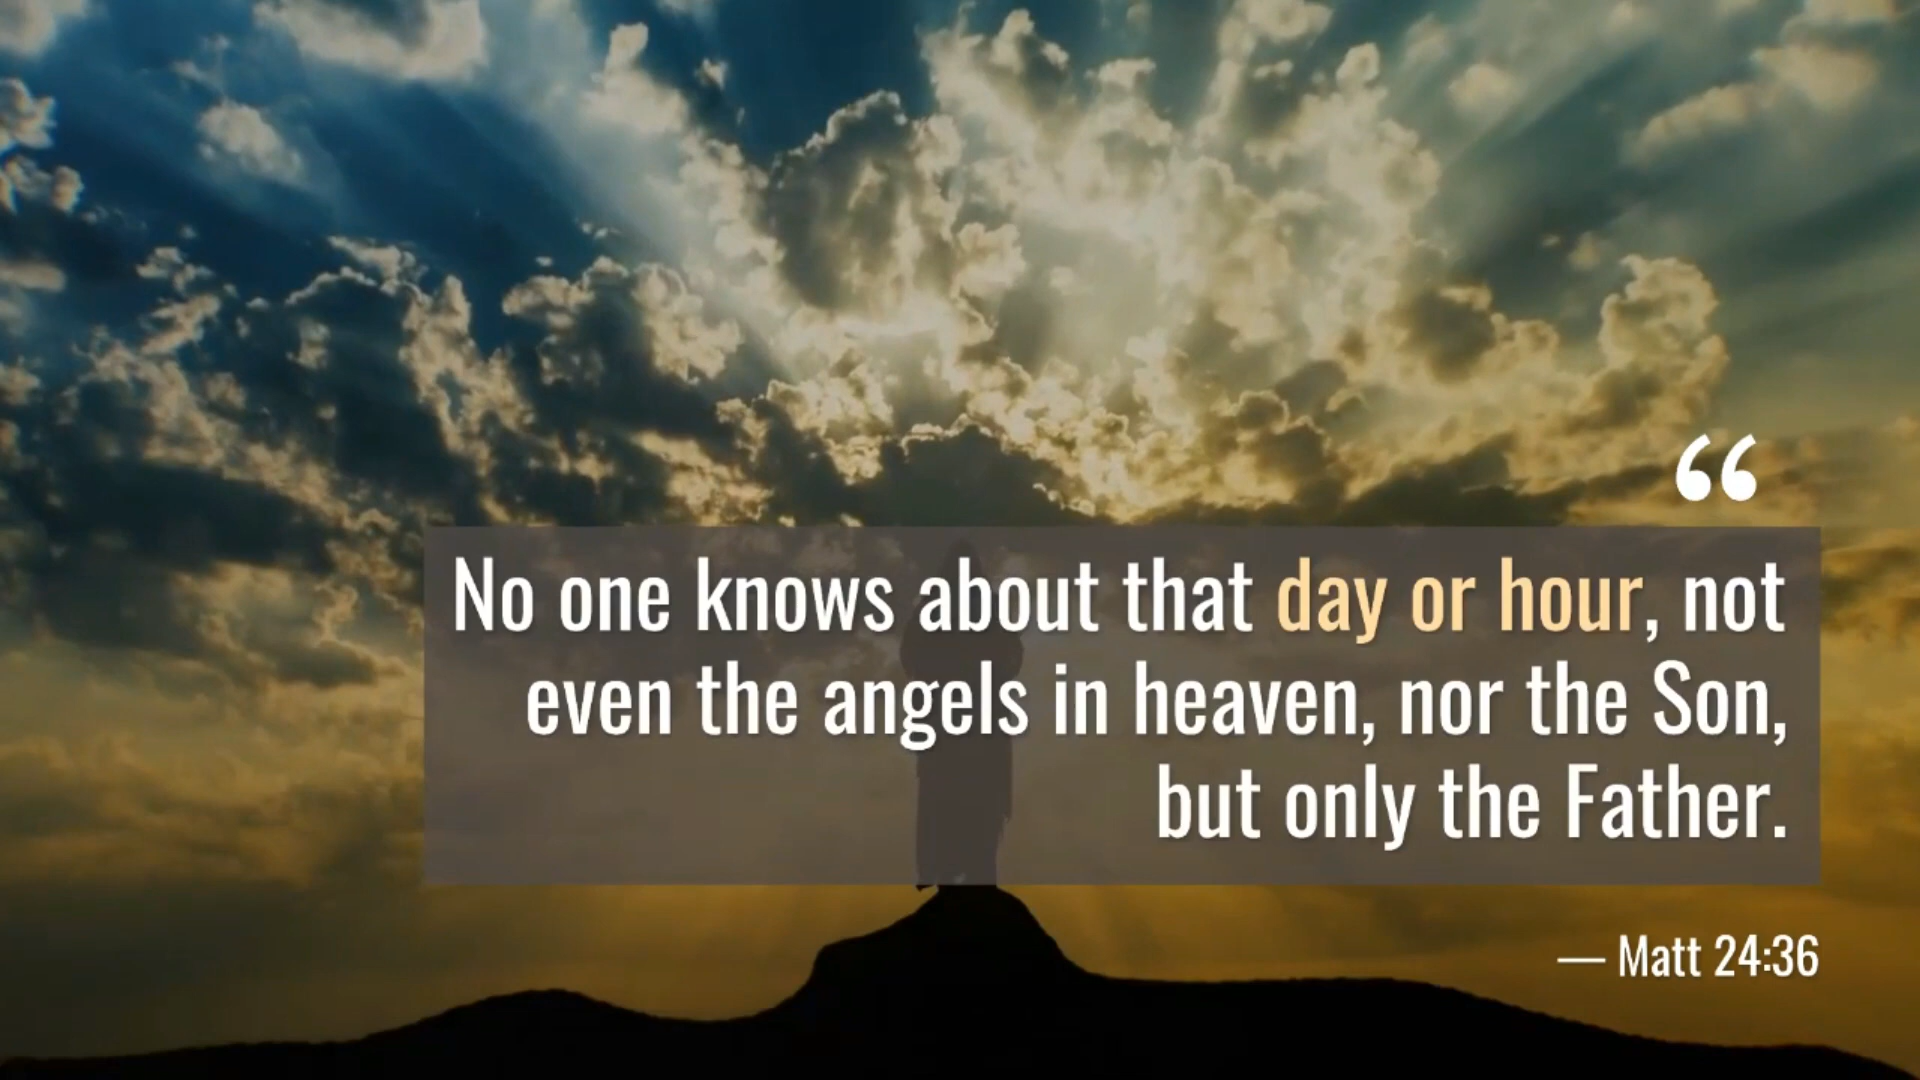 “
No one knows about that day or hour, not
even the angels in heaven, nor the Son,
but only the Father.
— Matt 24:36